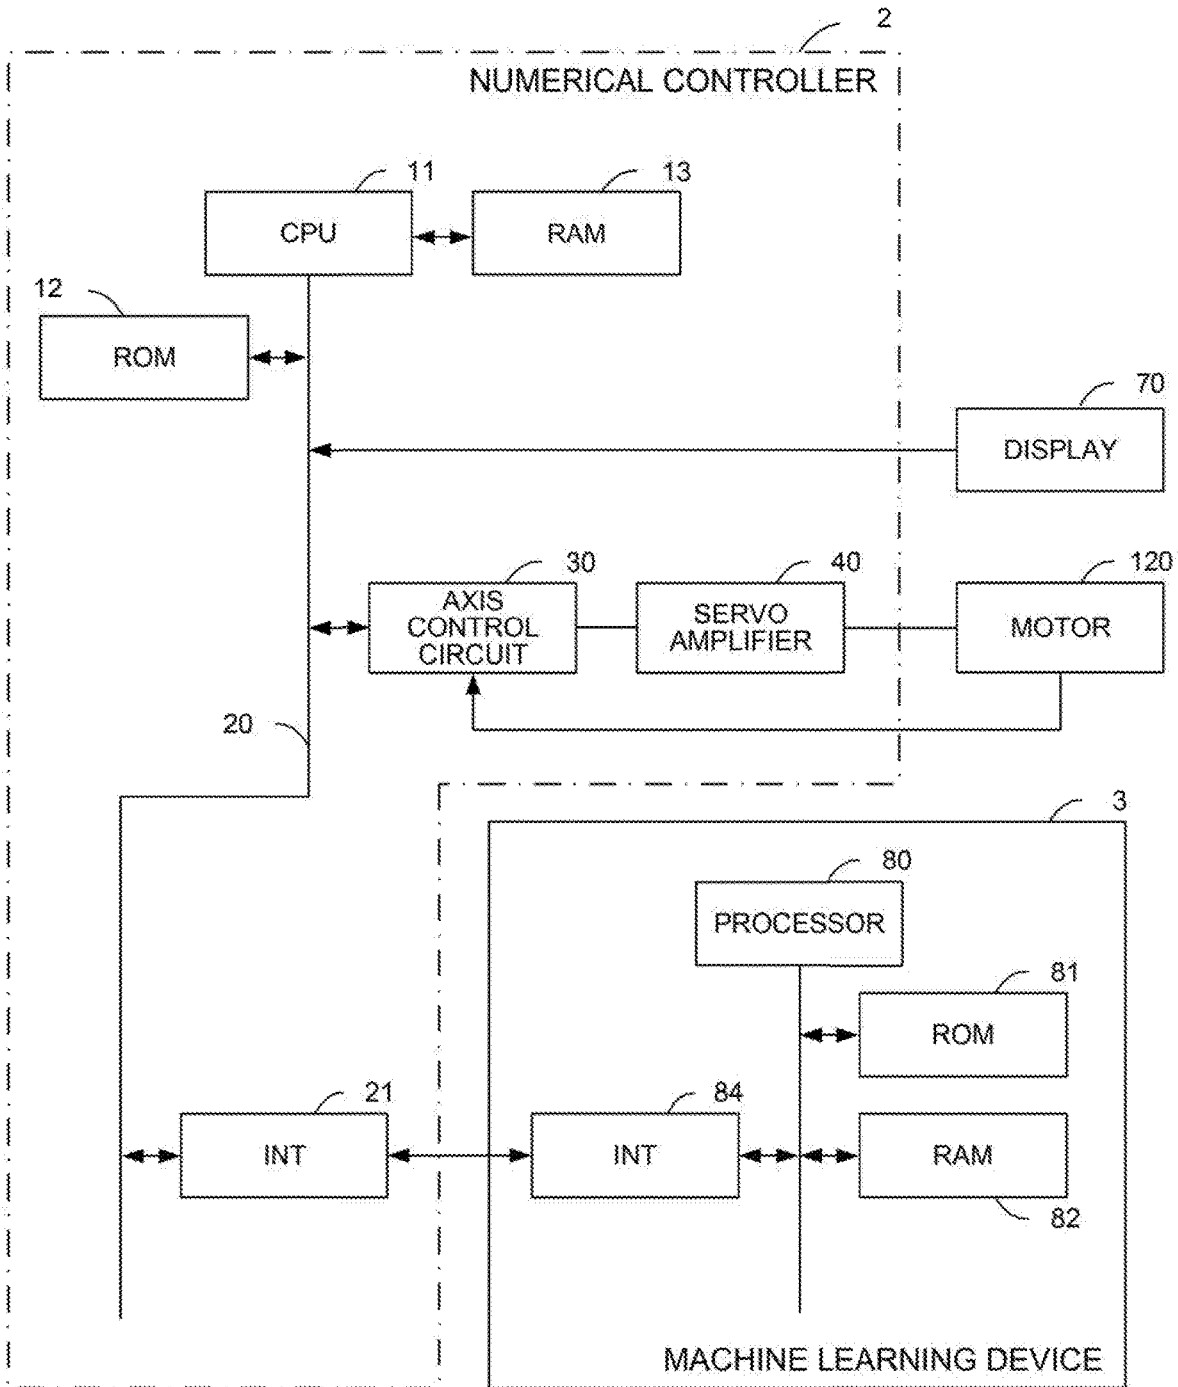 2
NUMERICAL CONTROLLER
11
13
CPU
RAM
12
ROM
70
DISPLAY
30
40
120
AXIS
CONTROL
CIRCUIT
SERVO
AMPLIFIER
MOTOR
20
3
80
PROCESSOR
81
ROM
21
84
INT
INT
RAM
82
MACHINE LEARNING DEVICE